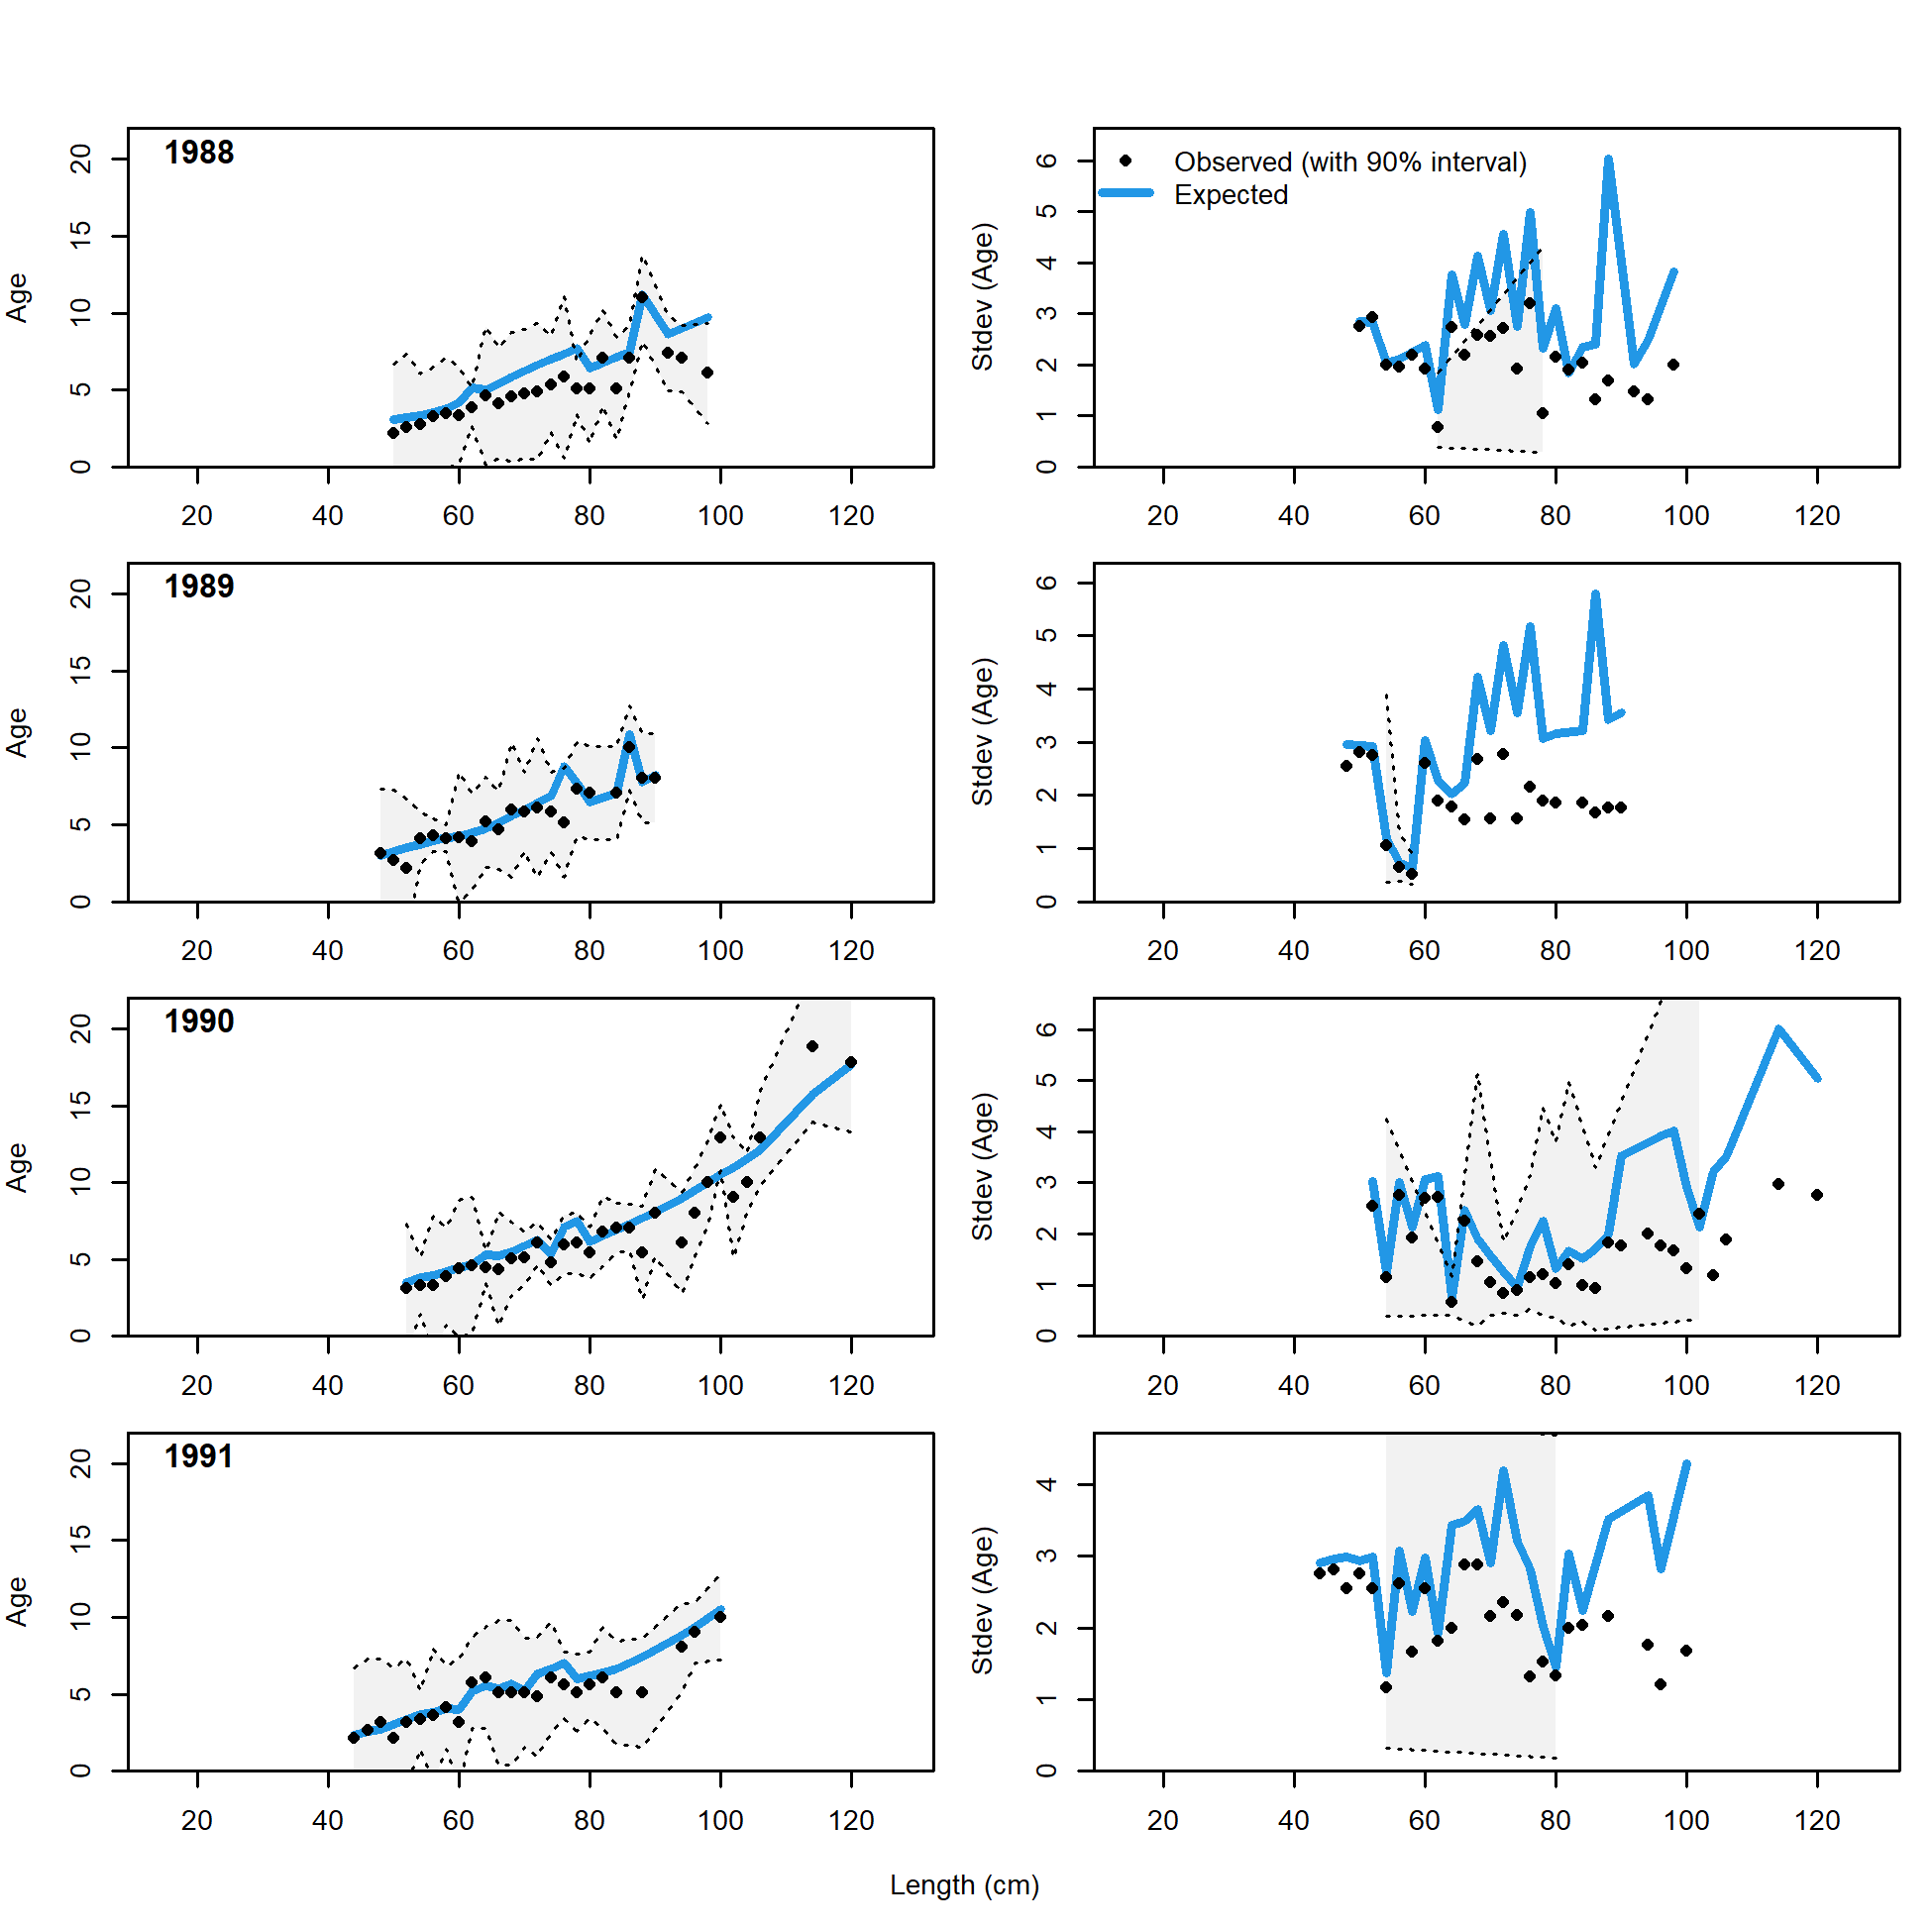 1988
Age
0 5 10 15 20
20 40 60 80 100 120
Observed (with 90% interval)
Expected
Stdev (Age)
0 1 2 3 4 5 6
20 40 60 80 100 120
1989
Age
0 5 10 15 20
20 40 60 80 100 120
Stdev (Age)
0 1 2 3 4 5 6
20 40 60 80 100 120
1990
Age
0 5 10 15 20
20 40 60 80 100 120
Stdev (Age)
0 1 2 3 4 5 6
20 40 60 80 100 120
1991
Age
0 5 10 15 20
20 40 60 80 100 120
Stdev (Age)
0 1 2 3 4
20 40 60 80 100 120
Length (cm)